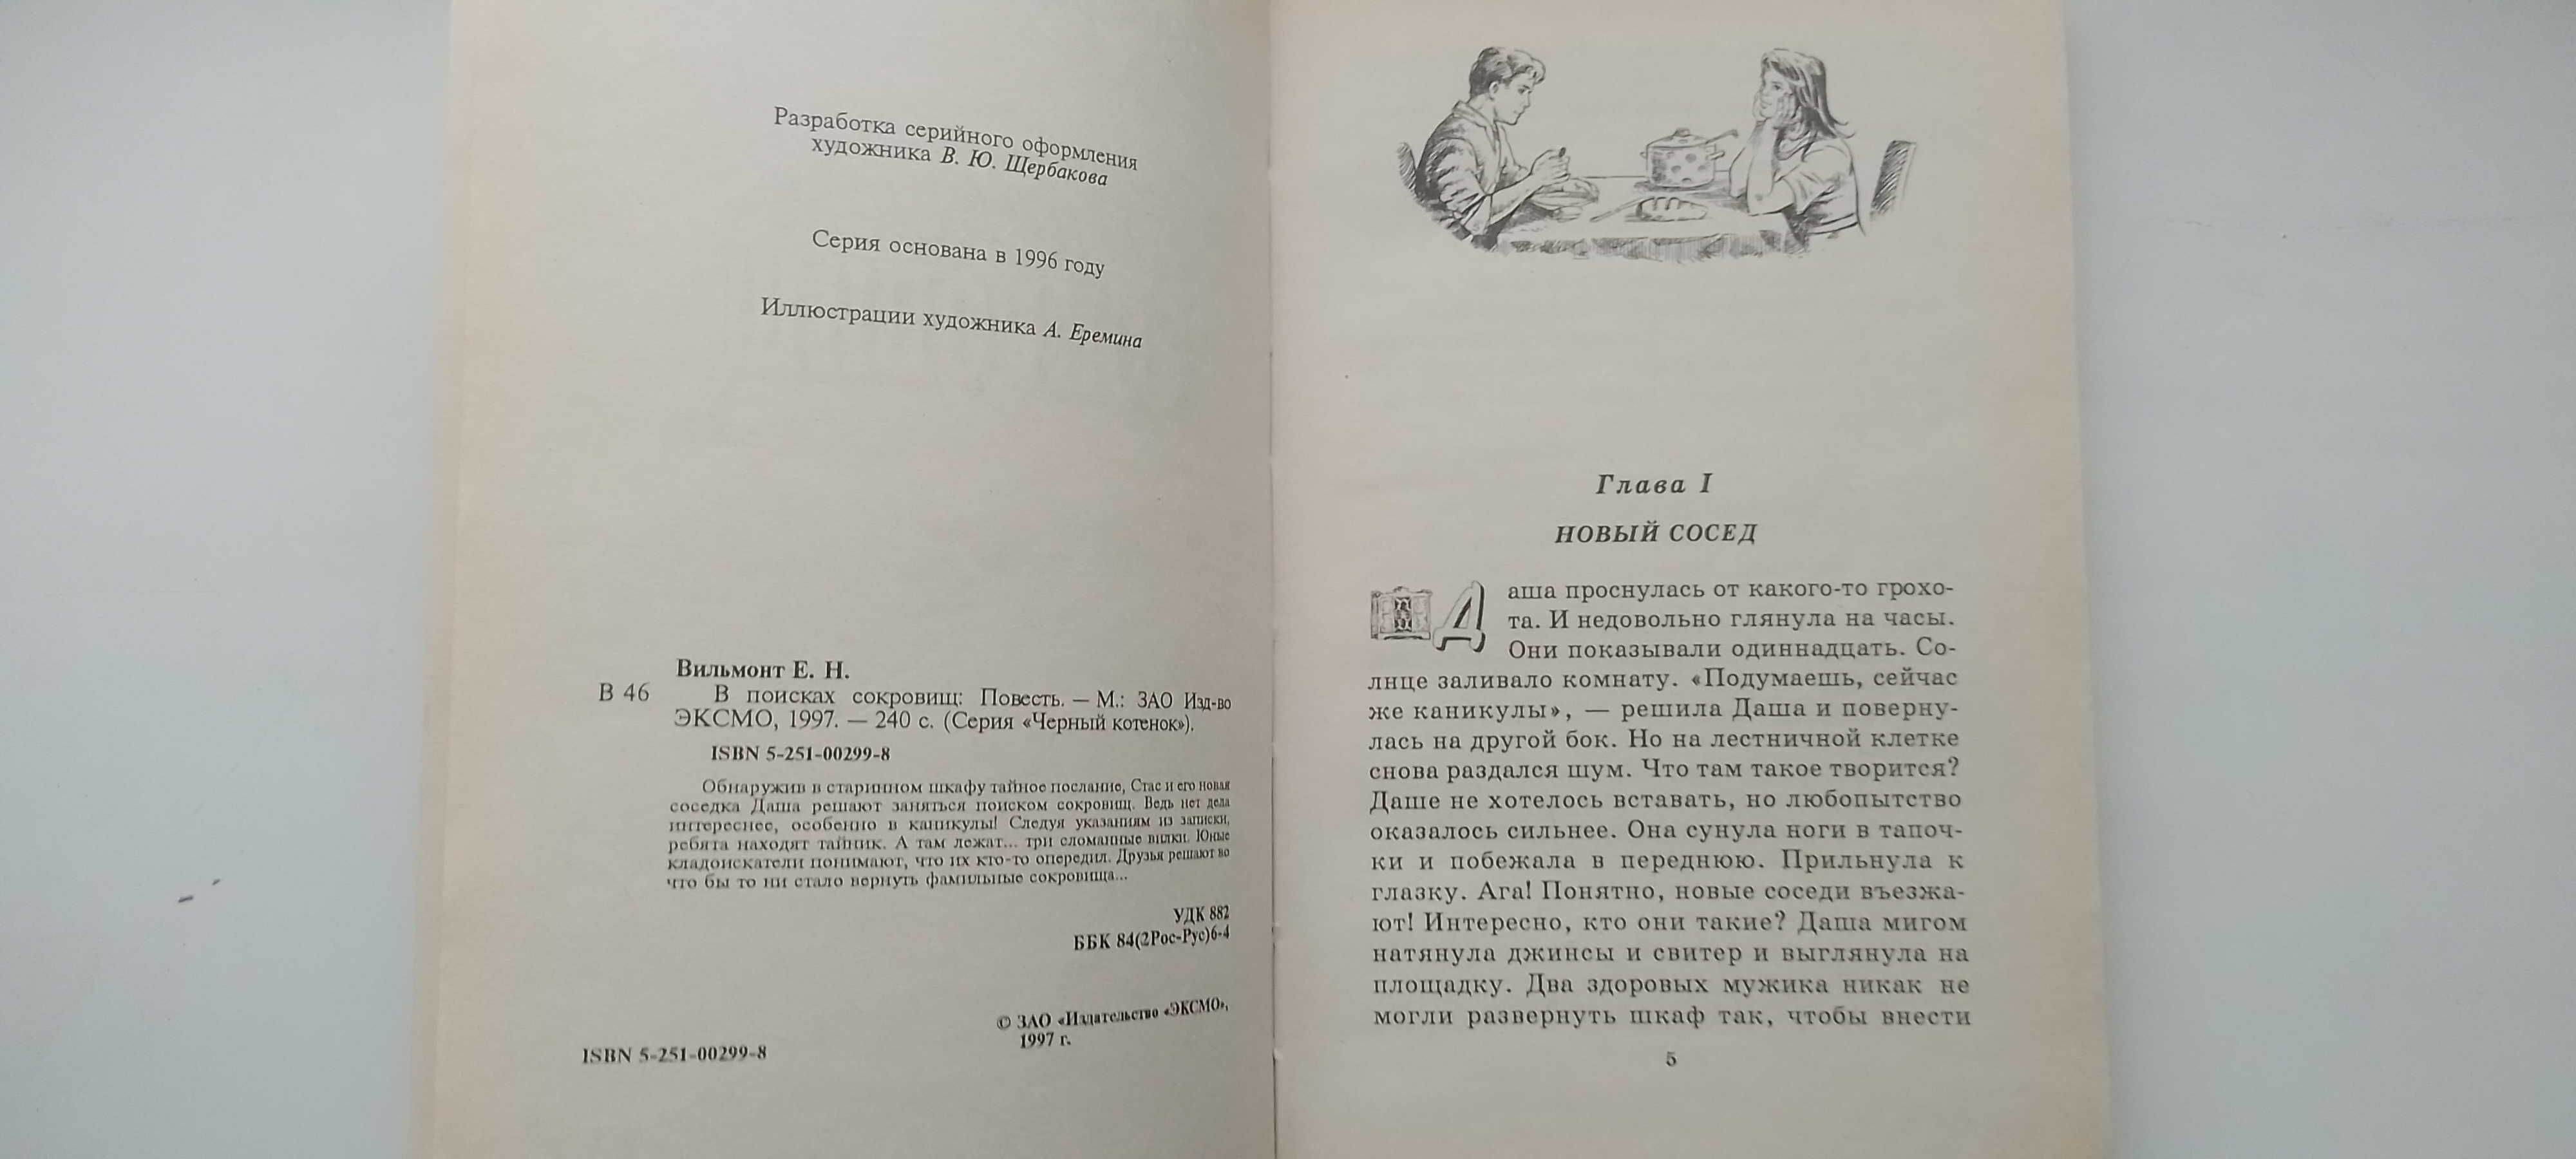 Разработка серийного оформления
художника В. Ю. Щербакова
Серия основана в 1996 году
Иллюстрации художника А. Еремина
Вильмонт Е. Н.
В 46 В поисках сокровищ: Повесть. — М.: ЗАО Изд-во
ЭКСМО, 1997. — 240 с. (Серия «Черный котенок»).
ISBN 5-251-00299-8
Обнаружив в старинном шкафу тайное послание, Стас и его новая
соседка Даша решают заняться поиском сокровищ. Ведь нет дела
интереснее, особенно в каникулы! Следуя указаниям из записки,
ребята находят тайник. А там лежат... три сломанные вилки. Юные
кладоискатели понимают, что их кто-то опередил. Друзья решают во
что бы то ни стало вернуть фамильные сокровища...
УДК 882
ББК 84(2Рос-Рус)6-4
© ЗАО «Издательство «ЭКСМО»,
1997 г.
ISBN 5-251-00299-8
Глава I
НОВЫЙ СОСЕД
Даша проснулась от какого-то грохо-
та. И недовольно глянула на часы.
Они показывали одиннадцать. Со-
лнце заливало комнату. «Подумаешь, сейчас
же каникулы», — решила Даша и поверну-
лась на другой бок. Но на лестничной клетке
снова раздался шум. Что там такое творится?
Даше не хотелось вставать, но любопытство
оказалось сильнее. Она сунула ноги в тапоч-
ки и побежала в переднюю. Прильнула к
глазку. Ага! Понятно, новые соседи въезжа-
ют! Интересно, кто они такие? Даша мигом
натянула джинсы и свитер и выглянула на
площадку. Два здоровых мужика никак не
могли развернуть шкаф так, чтобы внести
5